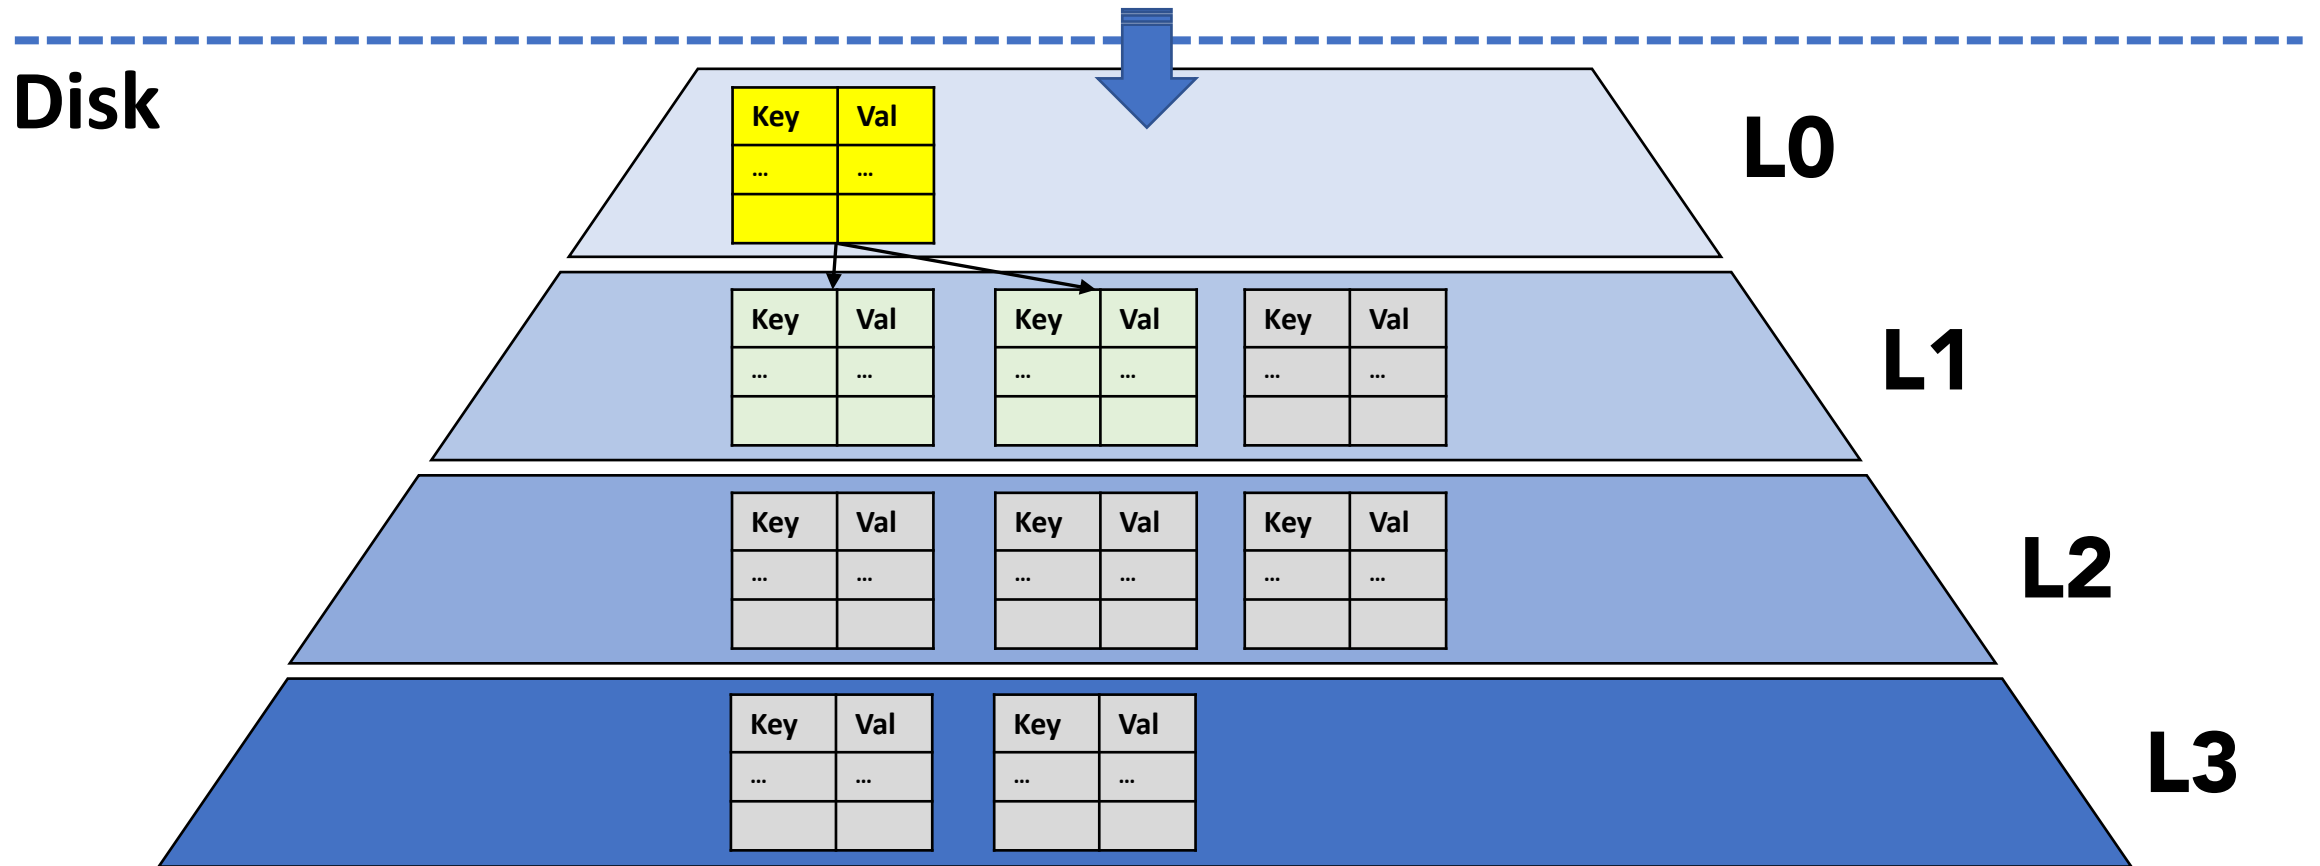 Disk
Key Val
... ...
L0
Key Val Key Val Key Val
... ... ... ... ... ...
L1
Key Val Key Val Key Val
... ... ... ... ... ...
L2
Key Val Key Val
... ... ... ...
L3